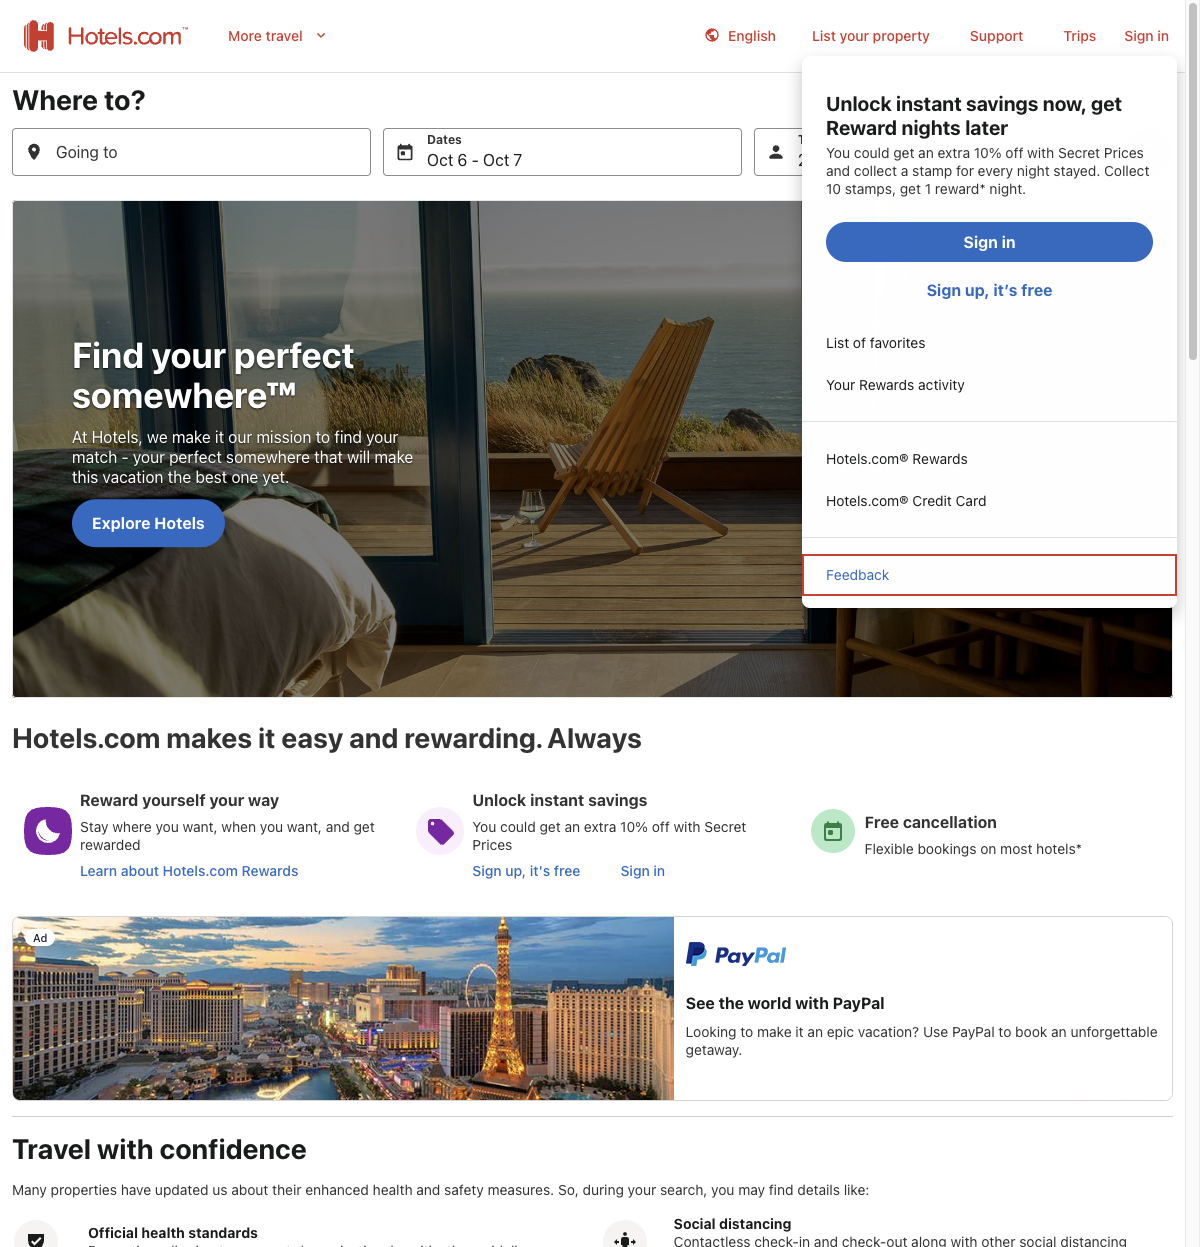 Hotels.com™
More travel
English
List your property
Support
Trips
Sign in
Where to?
Going to
Dates
Oct 6 - Oct 7
Unlock instant savings now, get
Reward nights later
You could get an extra 10% off with Secret Prices
and collect a stamp for every night stayed. Collect
10 stamps, get 1 reward* night.
Sign in
Sign up, it’s free
List of favorites
Your Rewards activity
Hotels.com® Rewards
Hotels.com® Credit Card
Feedback
Find your perfect
somewhere™
At Hotels, we make it our mission to find your
match - your perfect somewhere that will make
this vacation the best one yet.
Explore Hotels
Hotels.com makes it easy and rewarding. Always
Reward yourself your way
Stay where you want, when you want, and get
rewarded
Learn about Hotels.com Rewards
Unlock instant savings
You could get an extra 10% off with Secret
Prices
Sign up, it's free
Sign in
Free cancellation
Flexible bookings on most hotels*
Ad
PayPal
See the world with PayPal
Looking to make it an epic vacation? Use PayPal to book an unforgettable
getaway.
Travel with confidence
Many properties have updated us about their enhanced health and safety measures. So, during your search, you may find details like:
Official health standards
Social distancing
Contactless check-in and check-out along with other social distancing